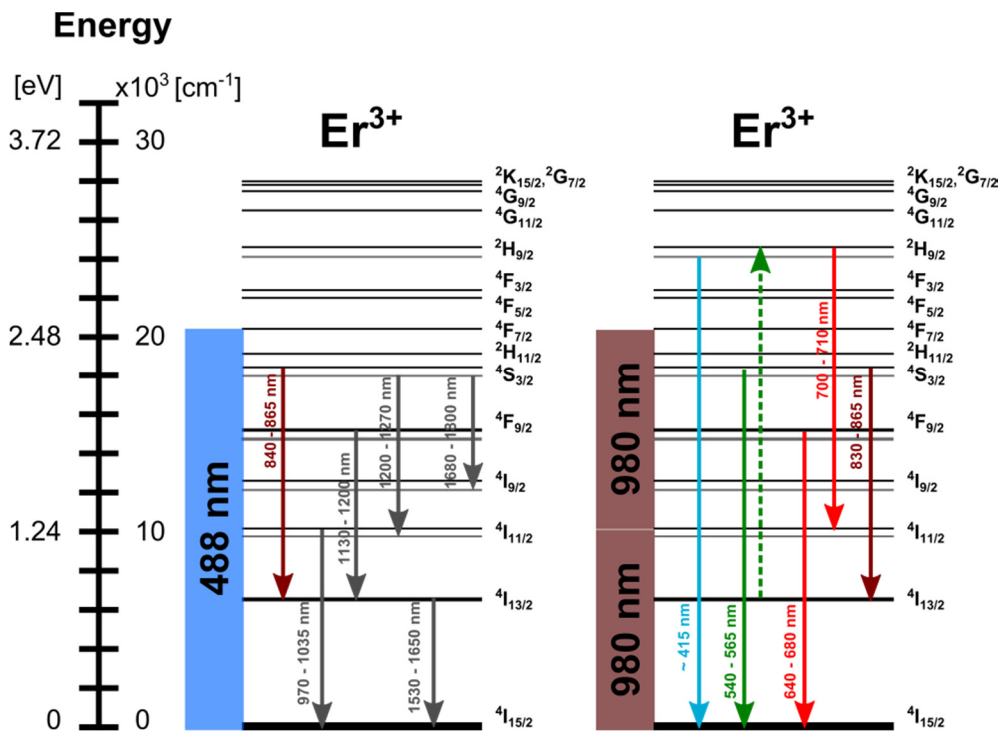 Energy
[eV] x10³ [cm⁻¹]
3.72 30
2.48 20
1.24 10
0 0
Er³⁺
²K₁₅/₂,²G₇/₂
⁴G₉/₂
⁴G₁₁/₂
²H₉/₂
⁴F₃/₂
⁴F₅/₂
⁴F₇/₂
²H₁₁/₂
⁴S₃/₂
⁴F₉/₂
⁴I₉/₂
⁴I₁₁/₂
⁴I₁₃/₂
⁴I₁₅/₂
488 nm
840 - 865 nm
970 - 1035 nm
1130 - 1200 nm
1200 - 1270 nm
1530 - 1650 nm
1680 - 1800 nm
Er³⁺
²K₁₅/₂,²G₇/₂
⁴G₉/₂
⁴G₁₁/₂
²H₉/₂
⁴F₃/₂
⁴F₅/₂
⁴F₇/₂
²H₁₁/₂
⁴S₃/₂
⁴F₉/₂
⁴I₉/₂
⁴I₁₁/₂
⁴I₁₃/₂
⁴I₁₅/₂
980 nm
980 nm
~ 415 nm
540 - 565 nm
640 - 680 nm
700 - 710 nm
830 - 865 nm